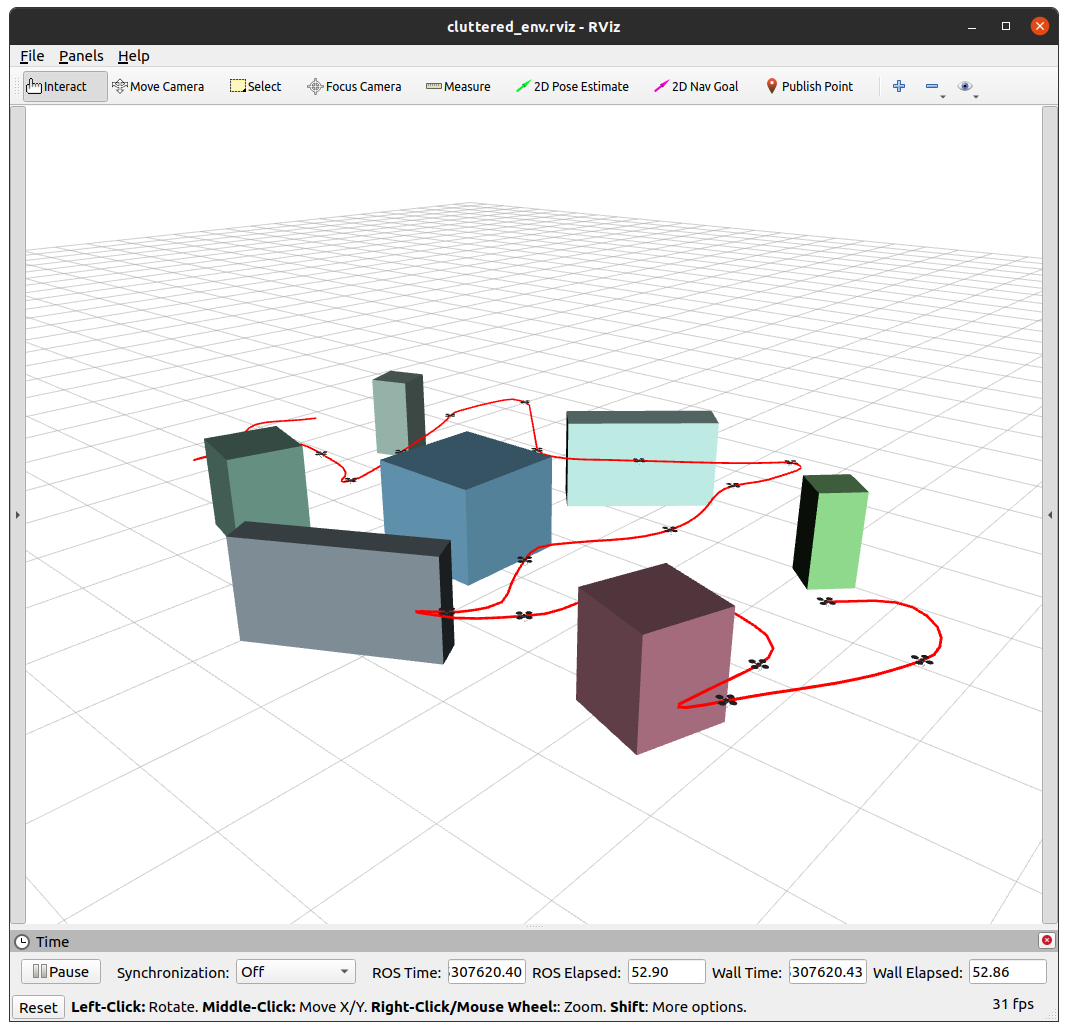 cluttered_env.rviz - RViz
File Panels Help
Interact Move Camera Select Focus Camera Measure 2D Pose Estimate 2D Nav Goal Publish Point
Time
Pause Synchronization: Off ROS Time: 307620.40 ROS Elapsed: 52.90 Wall Time: 307620.43 Wall Elapsed: 52.86
Reset Left-Click: Rotate. Middle-Click: Move X/Y. Right-Click/Mouse Wheel:: Zoom. Shift: More options. 31 fps